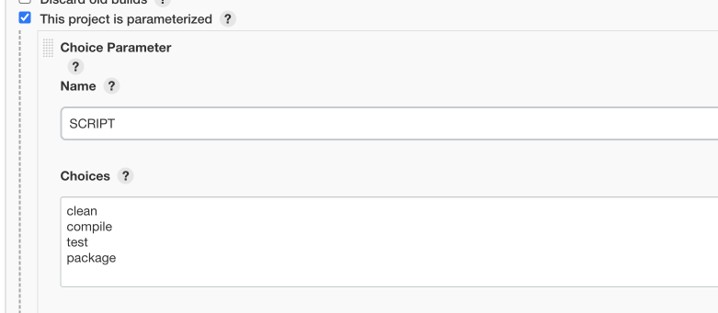 Discard old builds ?
This project is parameterized ?
Choice Parameter
?
Name ?
SCRIPT
Choices ?
clean
compile
test
package